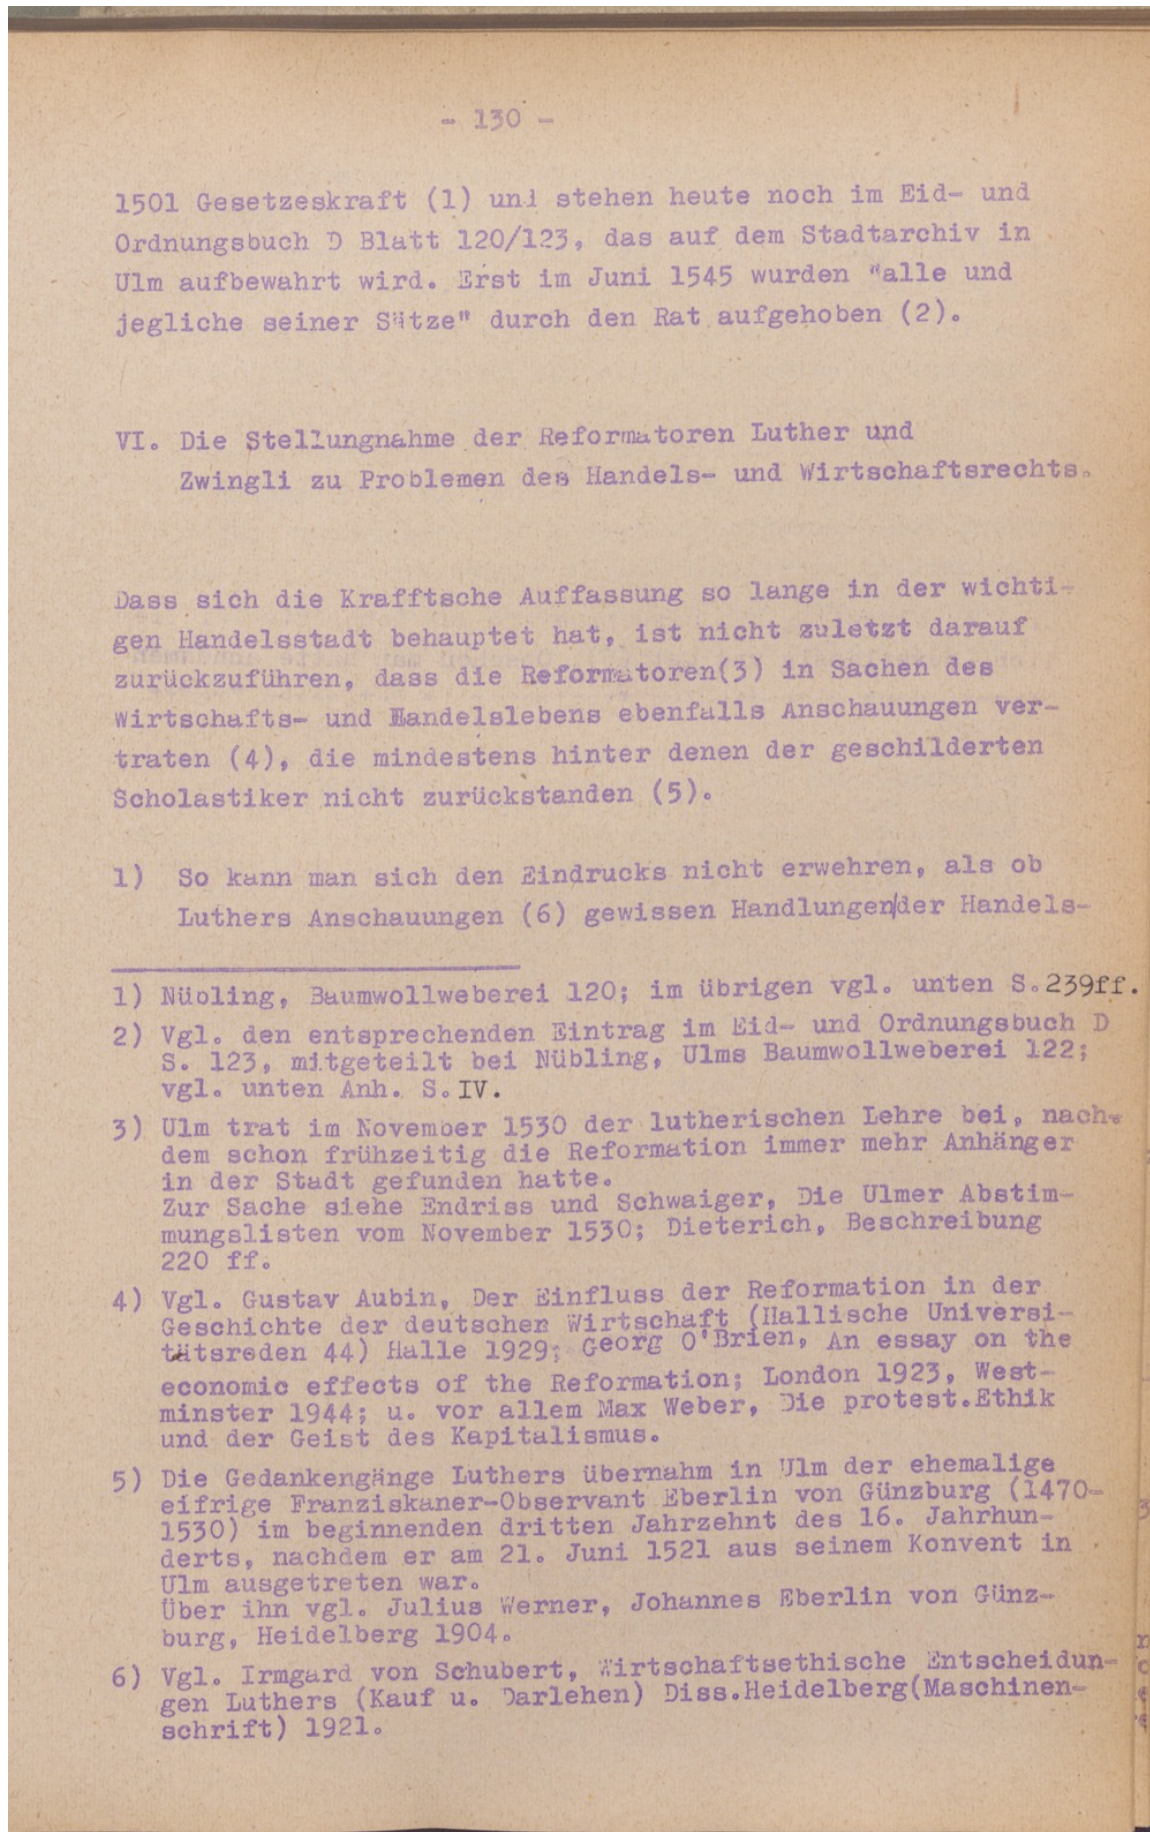 - 130 -
1501 Gesetzeskraft (1) und stehen heute noch im Eid- und
Ordnungsbuch D Blatt 120/123, das auf dem Stadtarchiv in
Ulm aufbewahrt wird. Erst im Juni 1545 wurden "alle und
jegliche seiner Sätze" durch den Rat aufgehoben (2).
VI. Die Stellungnahme der Reformatoren Luther und
Zwingli zu Problemen des Handels- und Wirtschaftsrechts.
Dass sich die Krafftsche Auffassung so lange in der wichti-
gen Handelsstadt behauptet hat, ist nicht zuletzt darauf
zurückzuführen, dass die Reformatoren(3) in Sachen des
Wirtschafts- und Handelslebens ebenfalls Anschauungen ver-
traten (4), die mindestens hinter denen der geschilderten
Scholastiker nicht zurückstanden (5).
1) So kann man sich den Eindrucks nicht erwehren, als ob
Luthers Anschauungen (6) gewissen Handlungen/der Handels-
1) Nübling, Baumwollweberei 120; im übrigen vgl. unten S.239ff.
2) Vgl. den entsprechenden Eintrag im Eid- und Ordnungsbuch D
S. 123, mitgeteilt bei Nübling, Ulms Baumwollweberei 122;
vgl. unten Anh. S.IV.
3) Ulm trat im November 1530 der lutherischen Lehre bei, nach-
dem schon frühzeitig die Reformation immer mehr Anhänger
in der Stadt gefunden hatte.
Zur Sache siehe Endriss und Schwaiger, Die Ulmer Abstim-
mungslisten vom November 1530; Dieterich, Beschreibung
220 ff.
4) Vgl. Gustav Aubin, Der Einfluss der Reformation in der
Geschichte der deutschen Wirtschaft (Hallische Universi-
tätsreden 44) Halle 1929; Georg O'Brien, An essay on the
economic effects of the Reformation; London 1923, West-
minster 1944; u. vor allem Max Weber, Die protest.Ethik
und der Geist des Kapitalismus.
5) Die Gedankengänge Luthers übernahm in Ulm der ehemalige
eifrige Franziskaner-Observant Eberlin von Günzburg (1470-
1530) im beginnenden dritten Jahrzehnt des 16. Jahrhun-
derts, nachdem er am 21. Juni 1521 aus seinem Konvent in
Ulm ausgetreten war.
Über ihn vgl. Julius Werner, Johannes Eberlin von Günz-
burg, Heidelberg 1904.
6) Vgl. Irmgard von Schubert, Wirtschaftsethische Entscheidun-
gen Luthers (Kauf u. Darlehen) Diss.Heidelberg(Maschinen-
schrift) 1921.